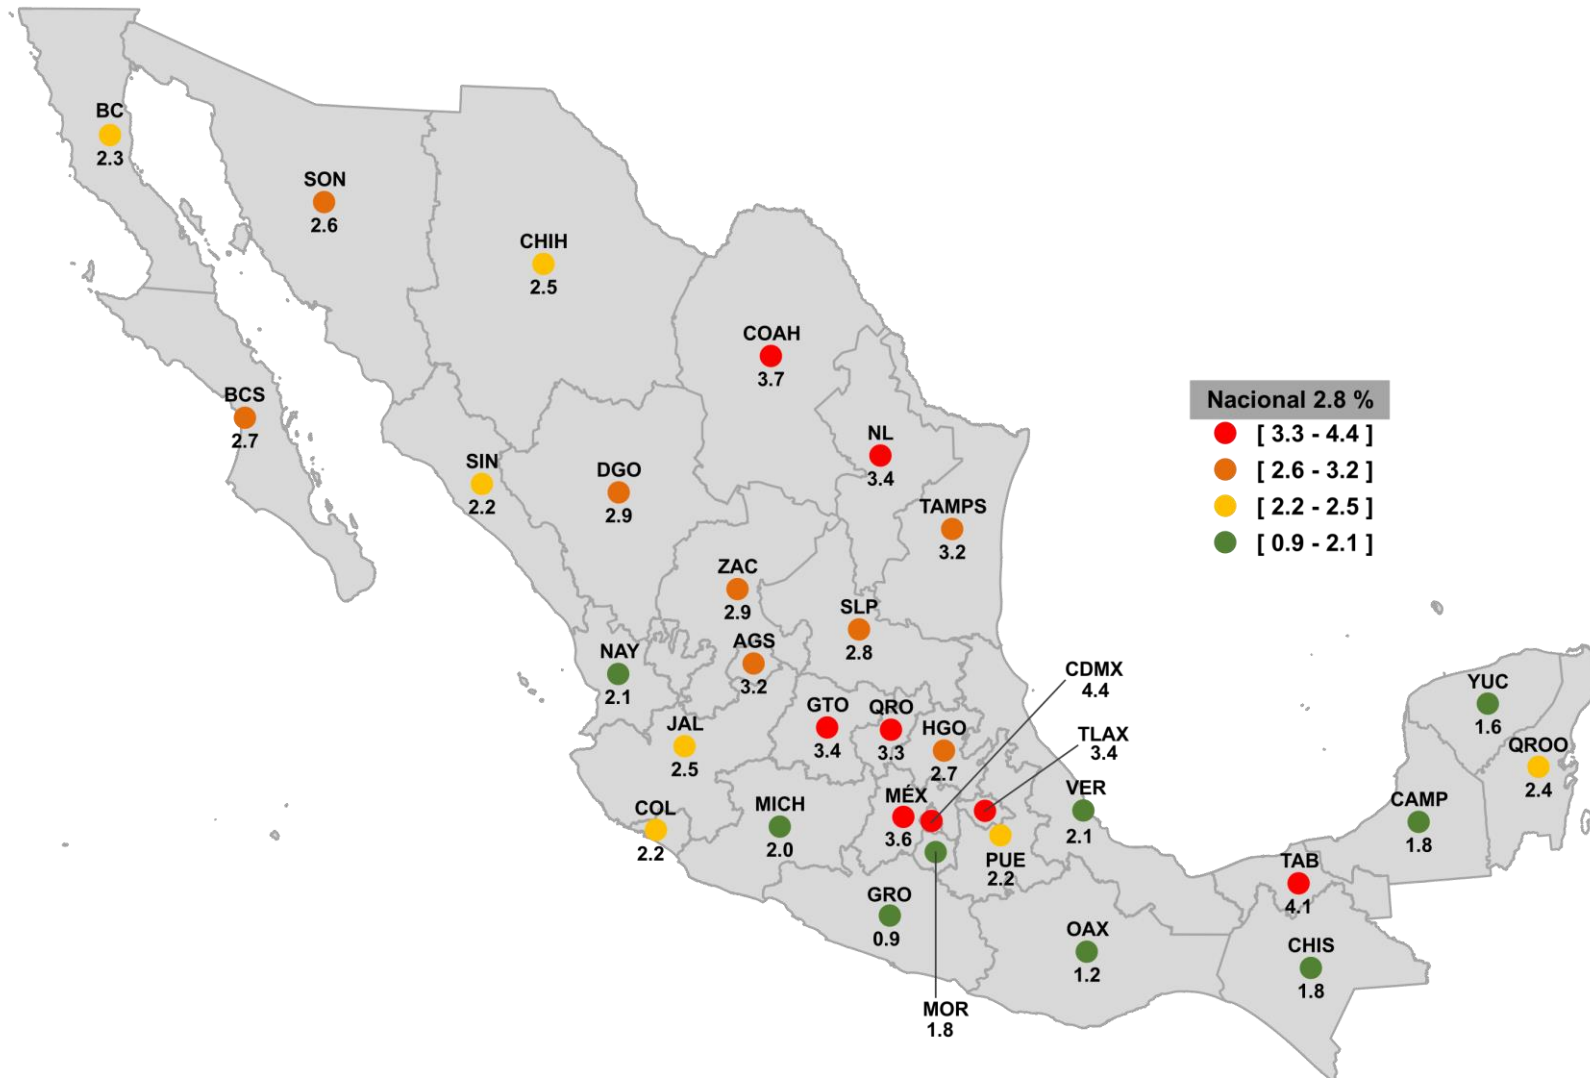 BC
2.3
SON
2.6
CHIH
2.5
COAH
3.7
BCS
2.7
Nacional 2.8 %
[ 3.3 - 4.4 ]
[ 2.6 - 3.2 ]
[ 2.2 - 2.5 ]
[ 0.9 - 2.1 ]
NL
3.4
SIN
2.2
DGO
2.9
TAMPS
3.2
ZAC
2.9
SLP
2.8
NAY
2.1
AGS
3.2
CDMX
4.4
YUC
1.6
GTO
3.4
QRO
3.3
JAL
2.5
HGO
2.7
TLAX
3.4
QROO
2.4
MÉX
3.6
VER
2.1
COL
2.2
MICH
2.0
CAMP
1.8
PUE
2.2
TAB
4.1
GRO
0.9
OAX
1.2
CHIS
1.8
MOR
1.8